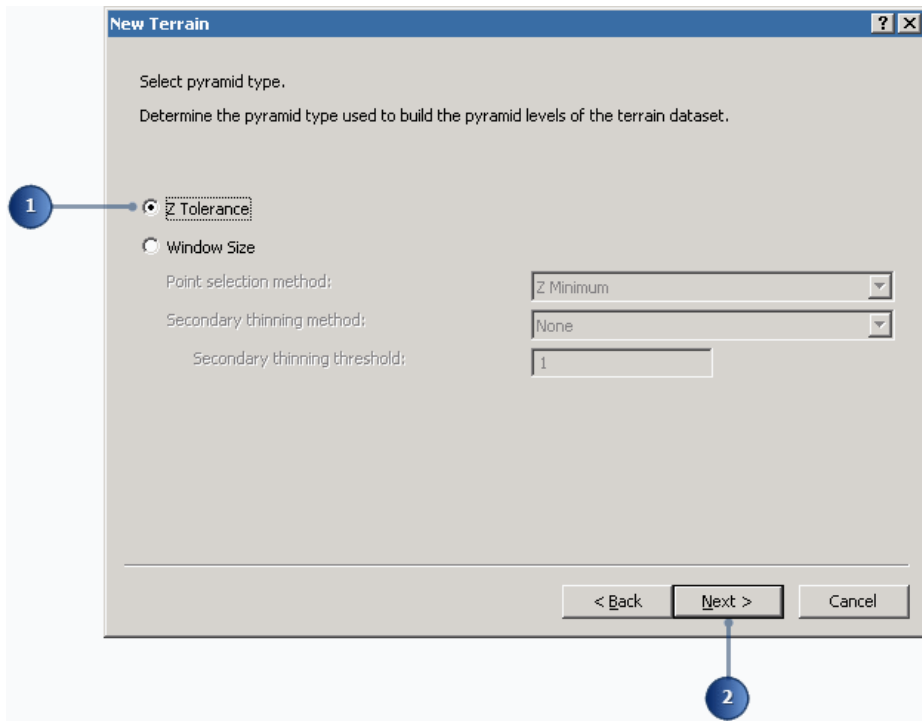 New Terrain
Select pyramid type.
Determine the pyramid type used to build the pyramid levels of the terrain dataset.
1
Z Tolerance
Window Size
Point selection method:
Z Minimum
Secondary thinning method:
None
Secondary thinning threshold:
1
< Back
Next >
Cancel
2